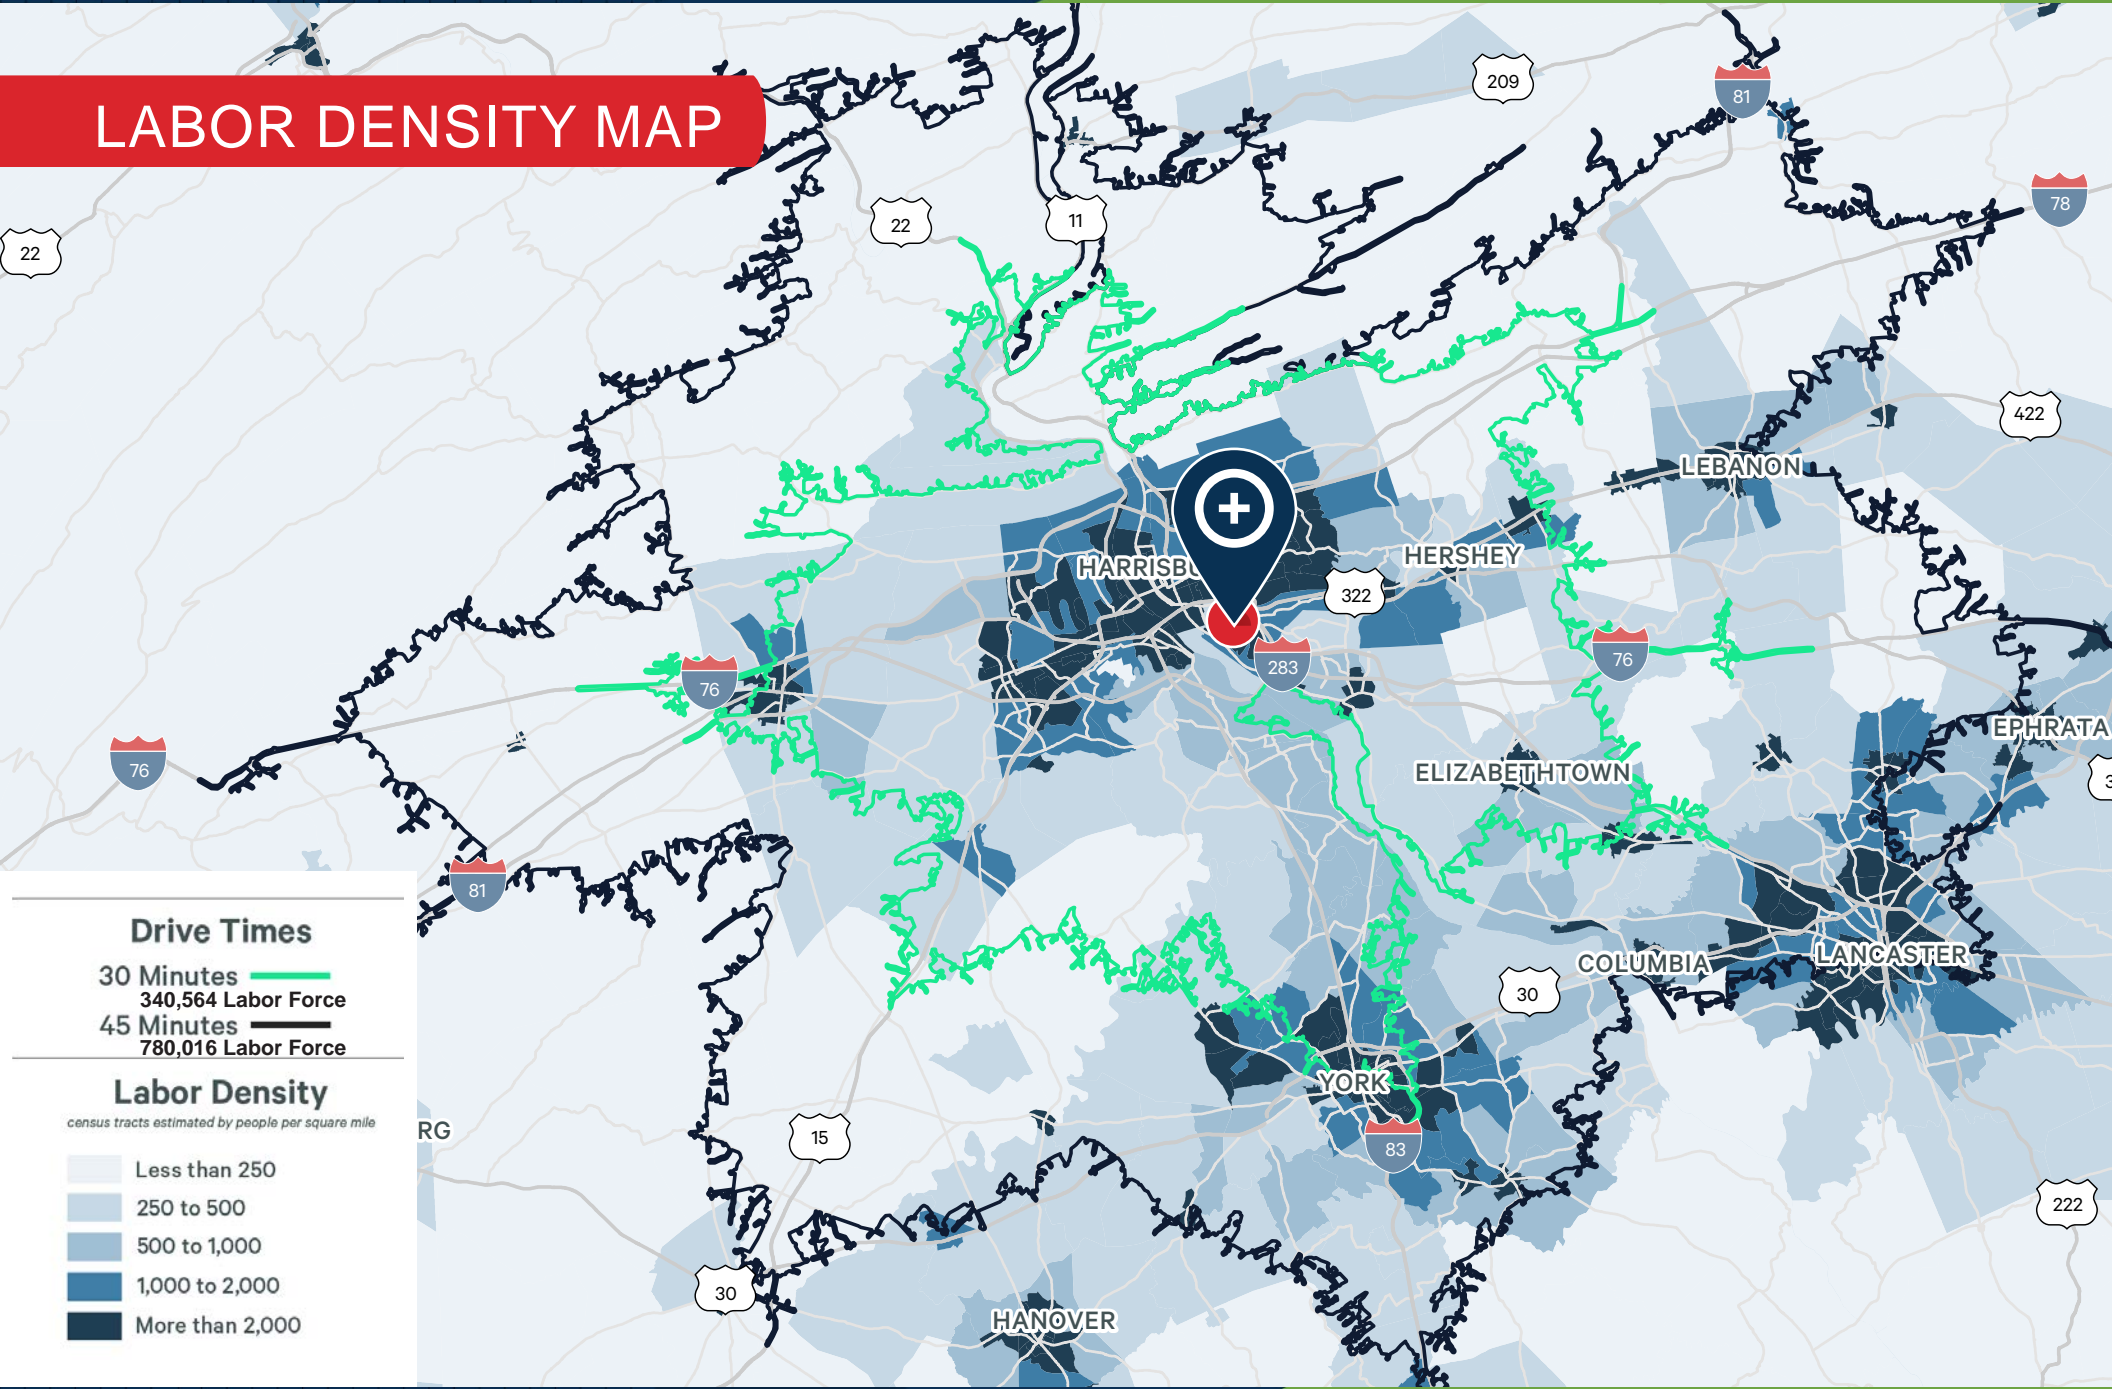 209
81
LABOR DENSITY MAP
78
22
11
22
422
LEBANON
HARRISBU
HERSHEY
322
283
76
76
EPHRATA
76
ELIZABETHTOWN
3
81
Drive Times
30 Minutes
340,564 Labor Force
45 Minutes
780,016 Labor Force
LANCASTER
COLUMBIA
30
YORK
Labor Density
census tracts estimated by people per square mile
RG
15
83
Less than 250
250 to 500
222
500 to 1,000
1,000 to 2,000
30
More than 2,000
HANOVER